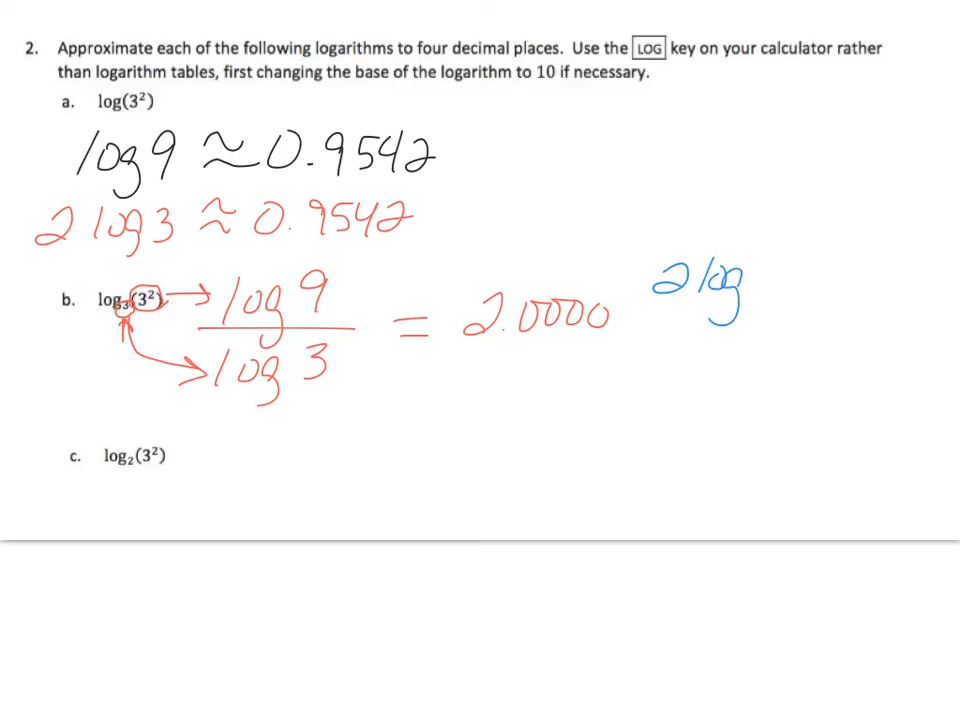 2. Approximate each of the following logarithms to four decimal places. Use the LOG key on your calculator rather
than logarithm tables, first changing the base of the logarithm to 10 if necessary.
a. log(3²)
log 9 ≈ 0.9542
2 log 3 ≈ 0.9542
b. log₃(3²) → log 9 / log 3 = 2.0000 2 log
c. log₂(3²)